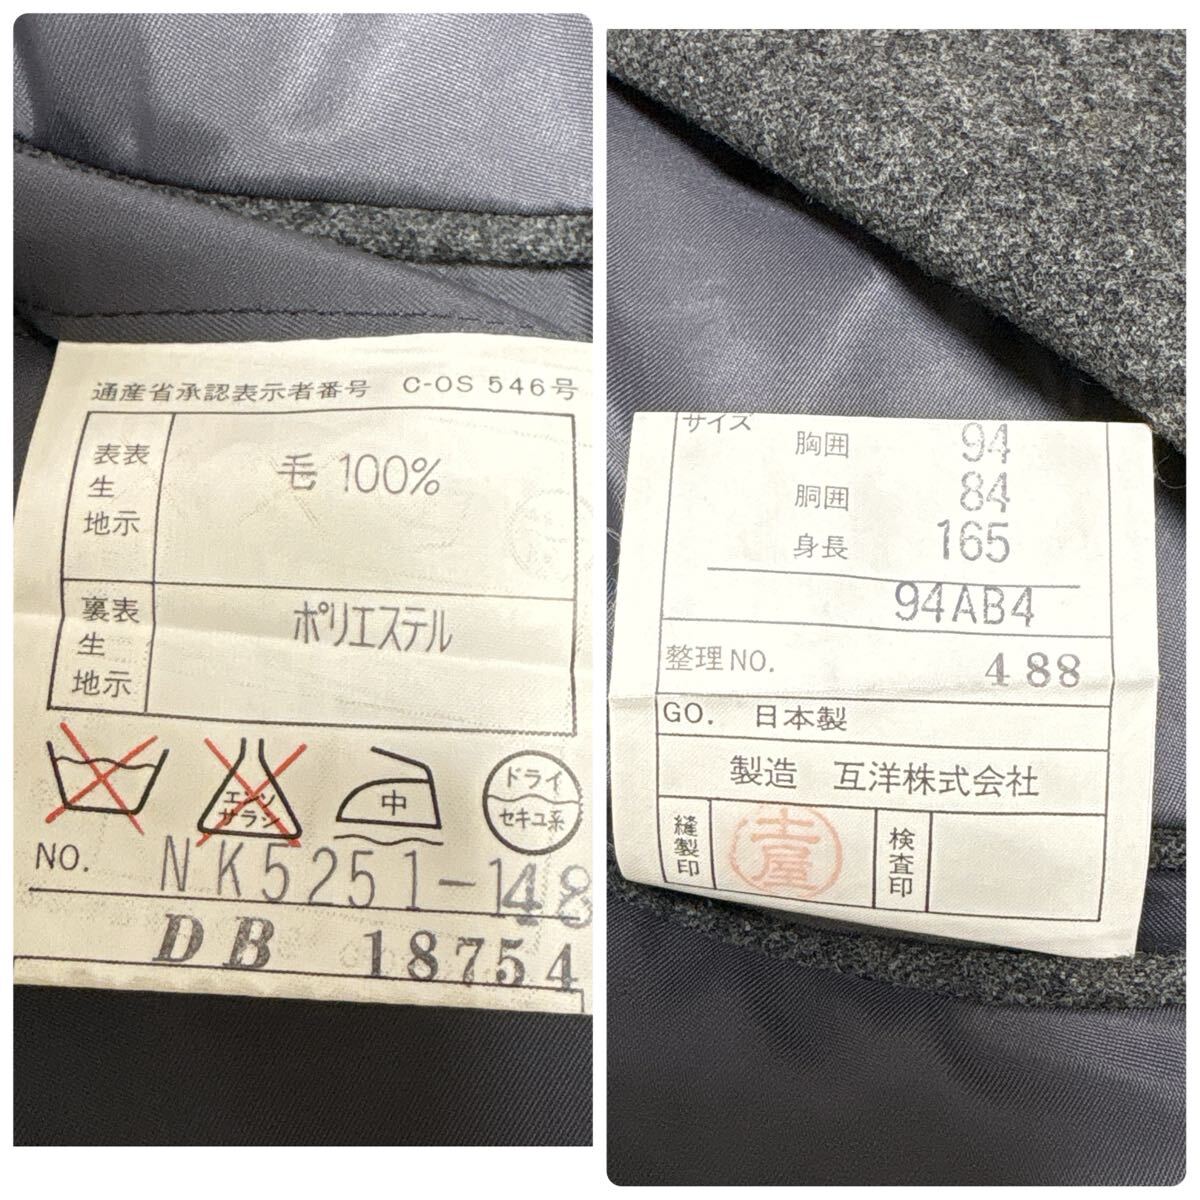 通産省承認表示者番号 C-OS 546号
表生地表示 毛 100%
裏生地表示 ポリエステル
エンソサラシ 中 ドライ セキユ系
NO. NK5251-148
DB 18754
サイズ
胸囲 94
胴囲 84
身長 165
94AB4
整理NO. 488
GO. 日本製
製造 互洋株式会社
縫製印 土屋 検査印